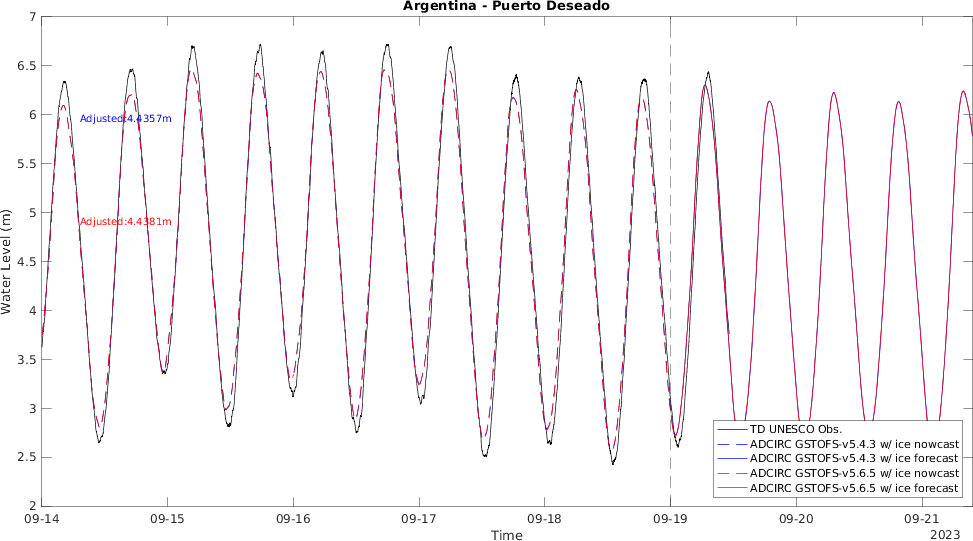 Argentina - Puerto Deseado
Water Level (m)
7
6.5
6
5.5
5
4.5
4
3.5
3
2.5
2
Adjusted:4.4357m
Adjusted:4.4381m
TD UNESCO Obs.
ADCIRC GSTOFS-v5.4.3 w/ ice nowcast
ADCIRC GSTOFS-v5.4.3 w/ ice forecast
ADCIRC GSTOFS-v5.6.5 w/ ice nowcast
ADCIRC GSTOFS-v5.6.5 w/ ice forecast
09-14 09-15 09-16 09-17 09-18 09-19 09-20 09-21
Time
2023